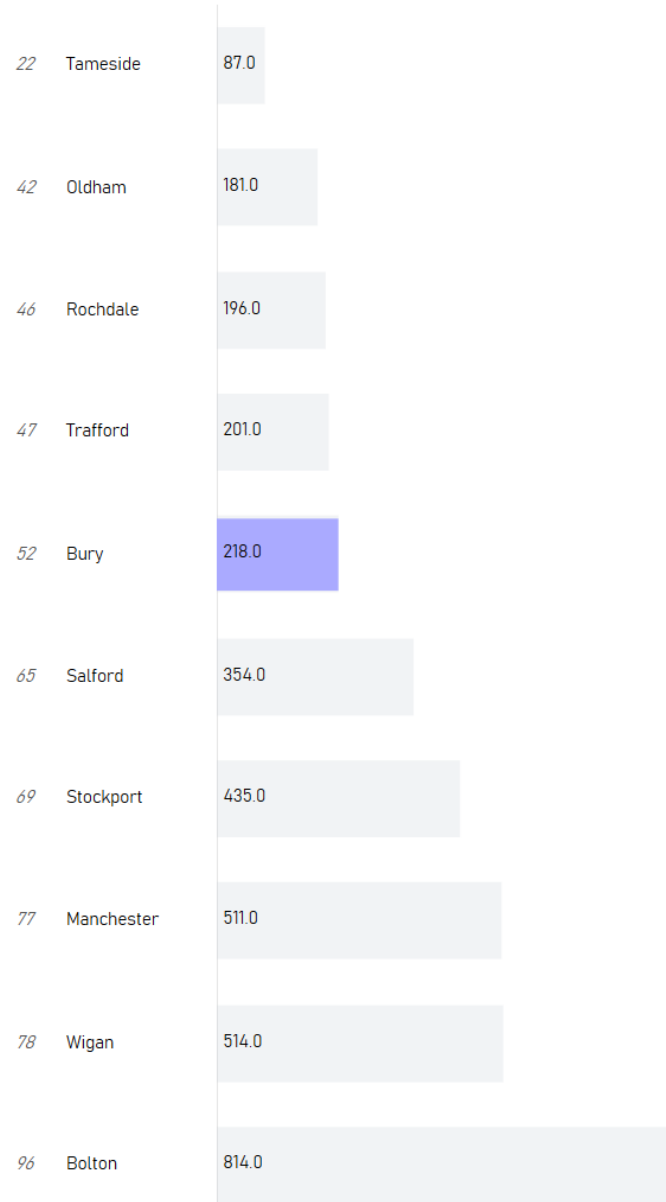 22 Tameside 87.0
42 Oldham 181.0
46 Rochdale 196.0
47 Trafford 201.0
52 Bury 218.0
65 Salford 354.0
69 Stockport 435.0
77 Manchester 511.0
78 Wigan 514.0
96 Bolton 814.0